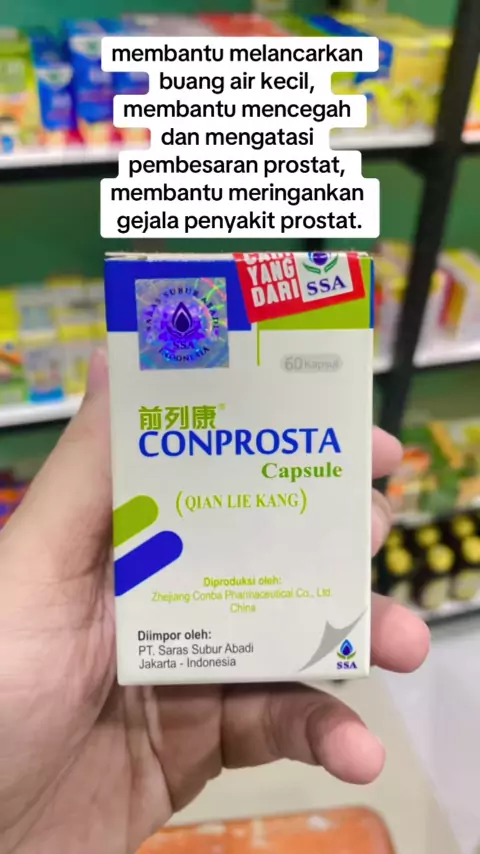 membantu melancarkan
buang air kecil,
membantu mencegah
dan mengatasi
pembesaran prostat,
membantu meringankan
gejala penyakit prostat.
YANG
DARI
SSA
SSA
INDONESIA
60 kapsul
前列康®
CONPROSTA
Capsule
(QIAN LIE KANG)
Diproduksi oleh:
Zhejiang Conba Pharmaceutical Co., Ltd.
China
Diimpor oleh:
PT. Saras Subur Abadi
Jakarta - Indonesia
SSA